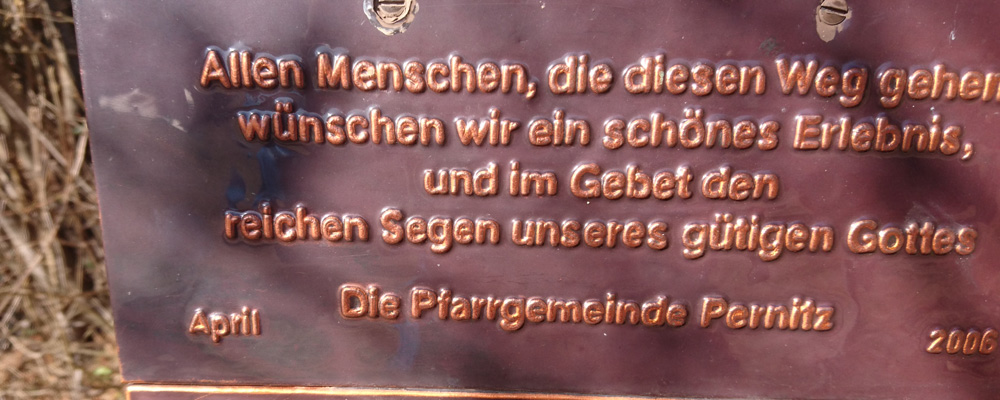 Allen Menschen, die diesen Weg gehen
wünschen wir ein schönes Erlebnis,
und im Gebet den
reichen Segen unseres gütigen Gottes
Die Pfarrgemeinde Pernitz
April 2006